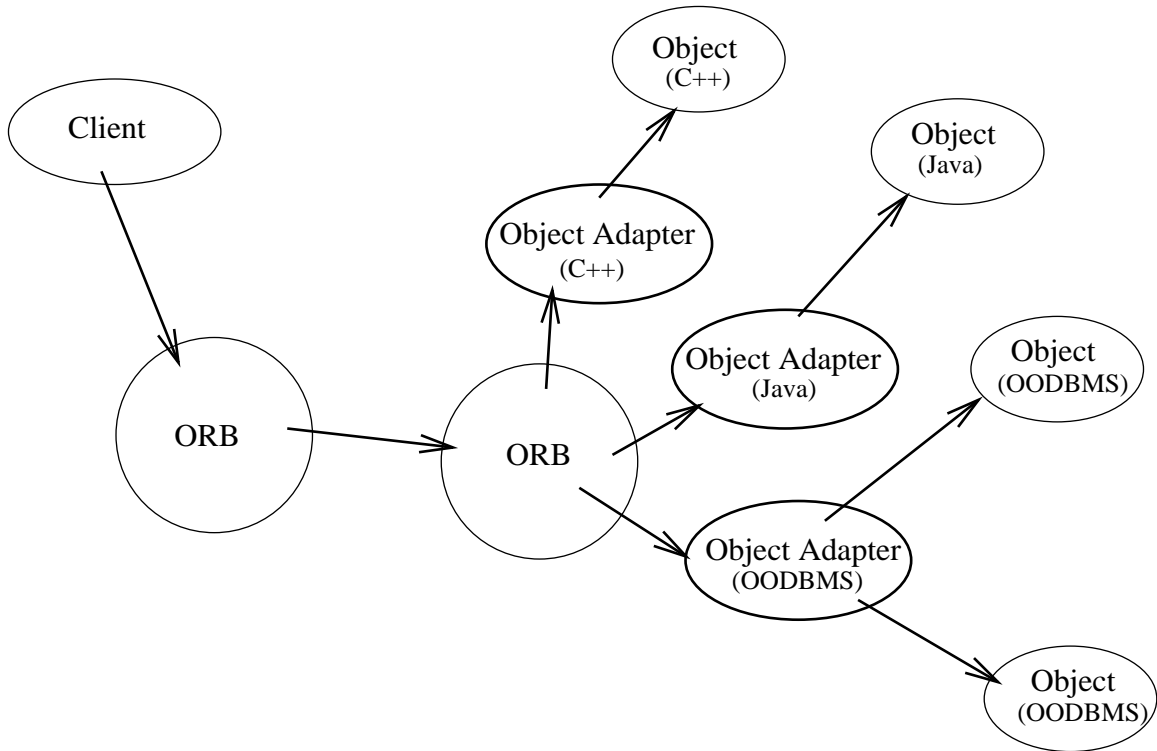 Object
(C++)
Client
Object
(Java)
Object Adapter
(C++)
Object Adapter
(Java)
Object
(OODBMS)
ORB
ORB
Object Adapter
(OODBMS)
Object
(OODBMS)